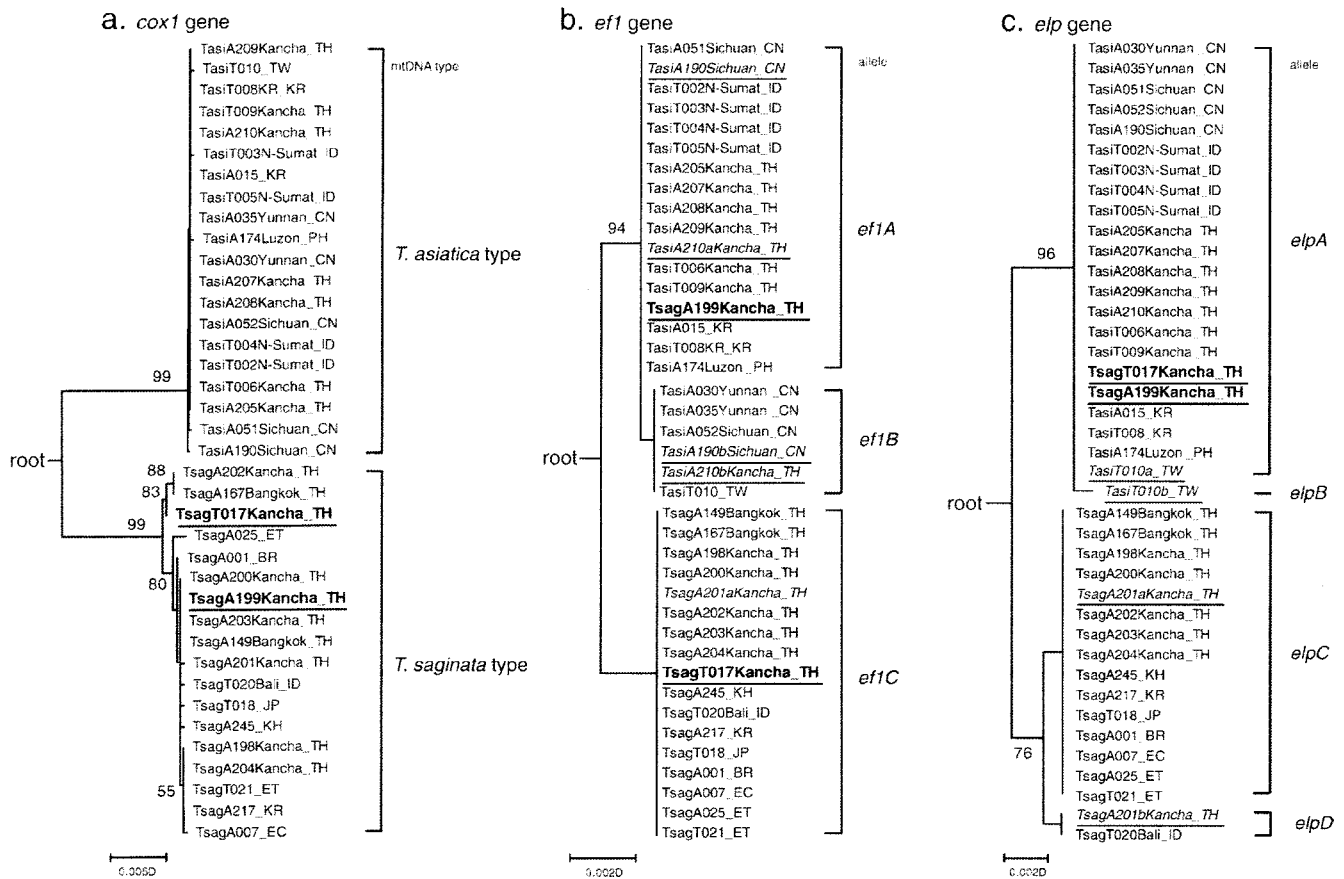 a. cox1 gene
TasiA209Kancha_TH
TasiT010_TW
TasiT008KR_KR
TasiT009Kancha_TH
TasiA210Kancha_TH
TasiT003N-Sumat_ID
TasiA015_KR
TasiT005N-Sumat_ID
TasiA035Yunnan_CN
TasiA174Luzon_PH
TasiA030Yunnan_CN
TasiA207Kancha_TH
TasiA208Kancha_TH
TasiA052Sichuan_CN
TasiT004N-Sumat_ID
TasiT002N-Sumat_ID
TasiT006Kancha_TH
TasiA205Kancha_TH
TasiA051Sichuan_CN
TasiA190Sichuan_CN
mtDNA type
T. asiatica type
99
root
88
83
99
80
55
TsagA202Kancha_TH
TsagA167Bangkok_TH
TsagT017Kancha_TH
TsagA025_ET
TsagA001_BR
TsagA200Kancha_TH
TsagA199Kancha_TH
TsagA203Kancha_TH
TsagA149Bangkok_TH
TsagA201Kancha_TH
TsagT020Bali_ID
TsagT018_JP
TsagA245_KH
TsagA198Kancha_TH
TsagA204Kancha_TH
TsagT021_ET
TsagA217_KR
TsagA007_EC
T. saginata type
0.0050
b. ef1 gene
TasiA051Sichuan_CN
TasiA190Sichuan_CN
TasiT002N-Sumat_ID
TasiT003N-Sumat_ID
TasiT004N-Sumat_ID
TasiT005N-Sumat_ID
TasiA205Kancha_TH
TasiA207Kancha_TH
TasiA208Kancha_TH
TasiA209Kancha_TH
TasiA210aKancha_TH
TasiT006Kancha_TH
TasiT009Kancha_TH
TsagA199Kancha_TH
TasiA015_KR
TasiT008KR_KR
TasiA174Luzon_PH
allele
ef1A
94
TasiA030Yunnan_CN
TasiA035Yunnan_CN
TasiA052Sichuan_CN
TasiA190bSichuan_CN
TasiA210bKancha_TH
TasiT010_TW
ef1B
root
TsagA149Bangkok_TH
TsagA167Bangkok_TH
TsagA198Kancha_TH
TsagA200Kancha_TH
TsagA201aKancha_TH
TsagA202Kancha_TH
TsagA203Kancha_TH
TsagA204Kancha_TH
TsagT017Kancha_TH
TsagA245_KH
TsagT020Bali_ID
TsagA217_KR
TsagT018_JP
TsagA001_BR
TsagA007_EC
TsagA025_ET
TsagT021_ET
ef1C
0.0020
c. elp gene
TasiA030Yunnan_CN
TasiA035Yunnan_CN
TasiA051Sichuan_CN
TasiA052Sichuan_CN
TasiA190Sichuan_CN
TasiT002N-Sumat_ID
TasiT003N-Sumat_ID
TasiT004N-Sumat_ID
TasiT005N-Sumat_ID
TasiA205Kancha_TH
TasiA207Kancha_TH
TasiA208Kancha_TH
TasiA209Kancha_TH
TasiA210Kancha_TH
TasiT006Kancha_TH
TasiT009Kancha_TH
TsagT017Kancha_TH
TsagA199Kancha_TH
TasiA015_KR
TasiT008_KR
TasiA174Luzon_PH
TasiT010a_TW
allele
elpA
96
TasiT010b_TW
elpB
root
TsagA149Bangkok_TH
TsagA167Bangkok_TH
TsagA198Kancha_TH
TsagA200Kancha_TH
TsagA201aKancha_TH
TsagA202Kancha_TH
TsagA203Kancha_TH
TsagA204Kancha_TH
TsagA245_KH
TsagA217_KR
TsagT018_JP
TsagA001_BR
TsagA007_EC
TsagA025_ET
TsagT021_ET
elpC
76
TsagA201bKancha_TH
TsagT020Bali_ID
elpD
0.0020